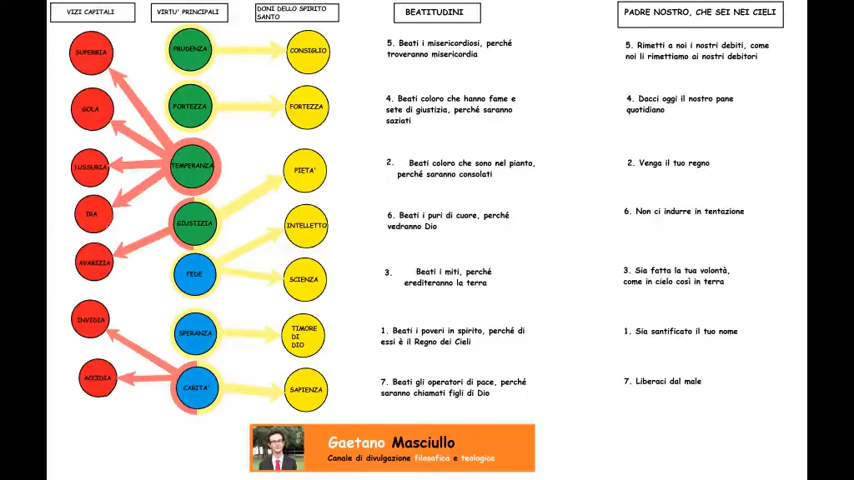 VIZI CAPITALI
VIRTU' PRINCIPALI
DONI DELLO SPIRITO
SANTO
BEATITUDINI
PADRE NOSTRO, CHE SEI NEI CIELI
SUPERBIA
PRUDENZA
CONSIGLIO
5. Beati i misericordiosi, perché
troveranno misericordia
5. Rimetti a noi i nostri debiti, come
noi li rimettiamo ai nostri debitori
GOLA
FORTEZZA
FORTEZZA
4. Beati coloro che hanno fame e
sete di giustizia, perché saranno
saziati
4. Dacci oggi il nostro pane
quotidiano
LUSSURIA
TEMPERANZA
PIETA'
2. Beati coloro che sono nel pianto,
perché saranno consolati
2. Venga il tuo regno
IRA
GIUSTIZIA
INTELLETTO
6. Beati i puri di cuore, perché
vedranno Dio
6. Non ci indurre in tentazione
AVARIZIA
FEDE
SCIENZA
3. Beati i miti, perché
erediteranno la terra
3. Sia fatta la tua volontà,
come in cielo così in terra
INVIDIA
SPERANZA
TIMORE
DI
DIO
1. Beati i poveri in spirito, perché di
essi è il Regno dei Cieli
1. Sia santificato il tuo nome
ACCIDIA
CARITA'
SAPIENZA
7. Beati gli operatori di pace, perché
saranno chiamati figli di Dio
7. Liberaci dal male
Gaetano Masciullo
Canale di divulgazione filosofica e teologica